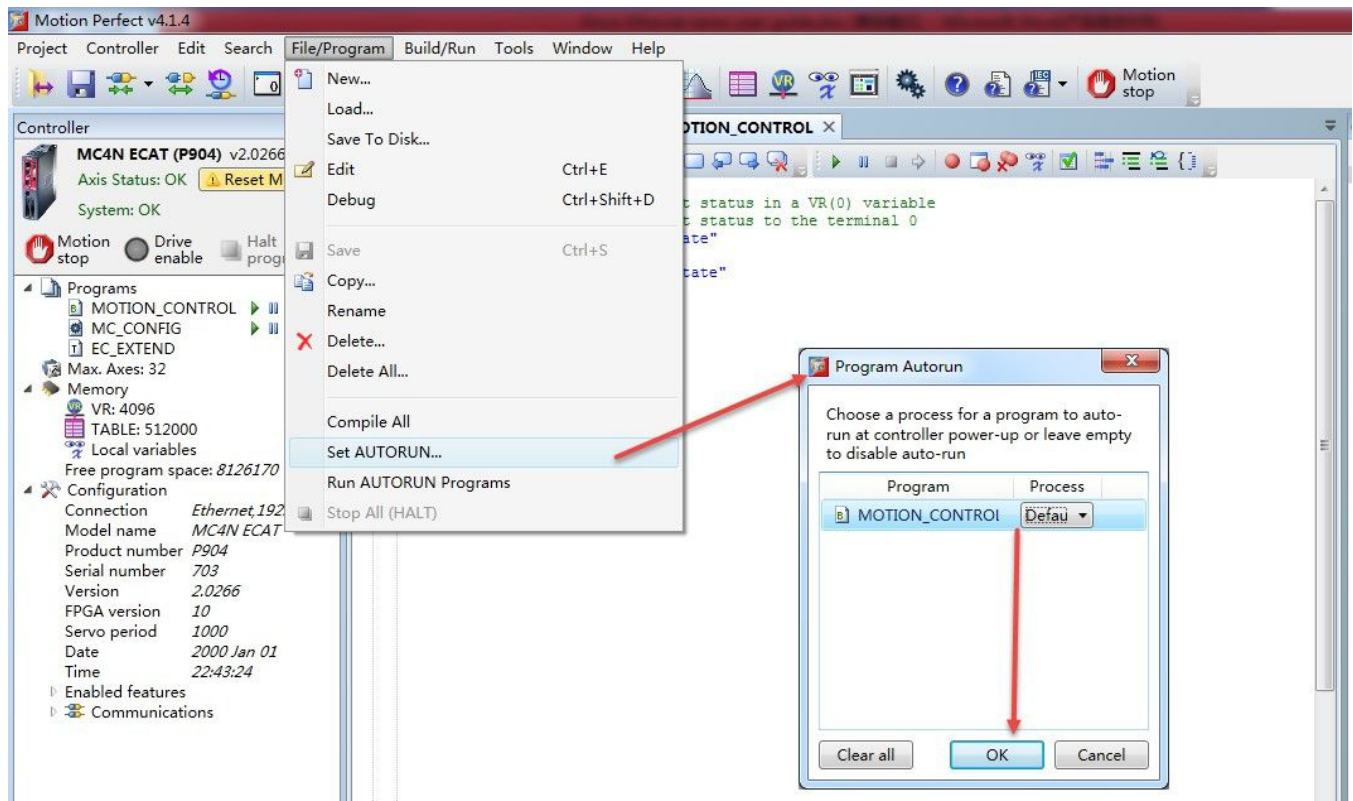 Motion Perfect v4.1.4
Project Controller Edit Search File/Program Build/Run Tools Window Help
Motion stop
Controller
MC4N ECAT (P904) v2.0266
Axis Status: OK Reset M
System: OK
Motion stop Drive enable Halt progr
Programs
MOTION_CONTROL
MC_CONFIG
EC_EXTEND
Max. Axes: 32
Memory
VR: 4096
TABLE: 512000
Local variables
Free program space: 8126170
Configuration
Connection Ethernet,192.
Model name MC4N ECAT
Product number P904
Serial number 703
Version 2.0266
FPGA version 10
Servo period 1000
Date 2000 Jan 01
Time 22:43:24
Enabled features
Communications
New...
Load...
Save To Disk...
Edit Ctrl+E
Debug Ctrl+Shift+D
Save Ctrl+S
Copy...
Rename
Delete...
Delete All...
Compile All
Set AUTORUN...
Run AUTORUN Programs
Stop All (HALT)
OTION_CONTROL
t status in a VR(0) variable
t status to the terminal 0
ate"
tate"
Program Autorun
Choose a process for a program to auto-
run at controller power-up or leave empty
to disable auto-run
Program Process
MOTION_CONTROL Defau
Clear all OK Cancel